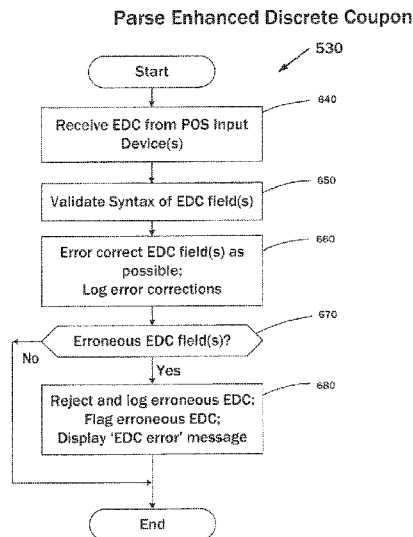 Parse Enhanced Discrete Coupon
530
Start
640
Receive EDC from POS Input
Device(s)
650
Validate Syntax of EDC field(s)
660
Error correct EDC field(s) as
possible;
Log error corrections
670
Erroneous EDC field(s)?
No
Yes
680
Reject and log erroneous EDC;
Flag erroneous EDC;
Display ‘EDC error’ message
End